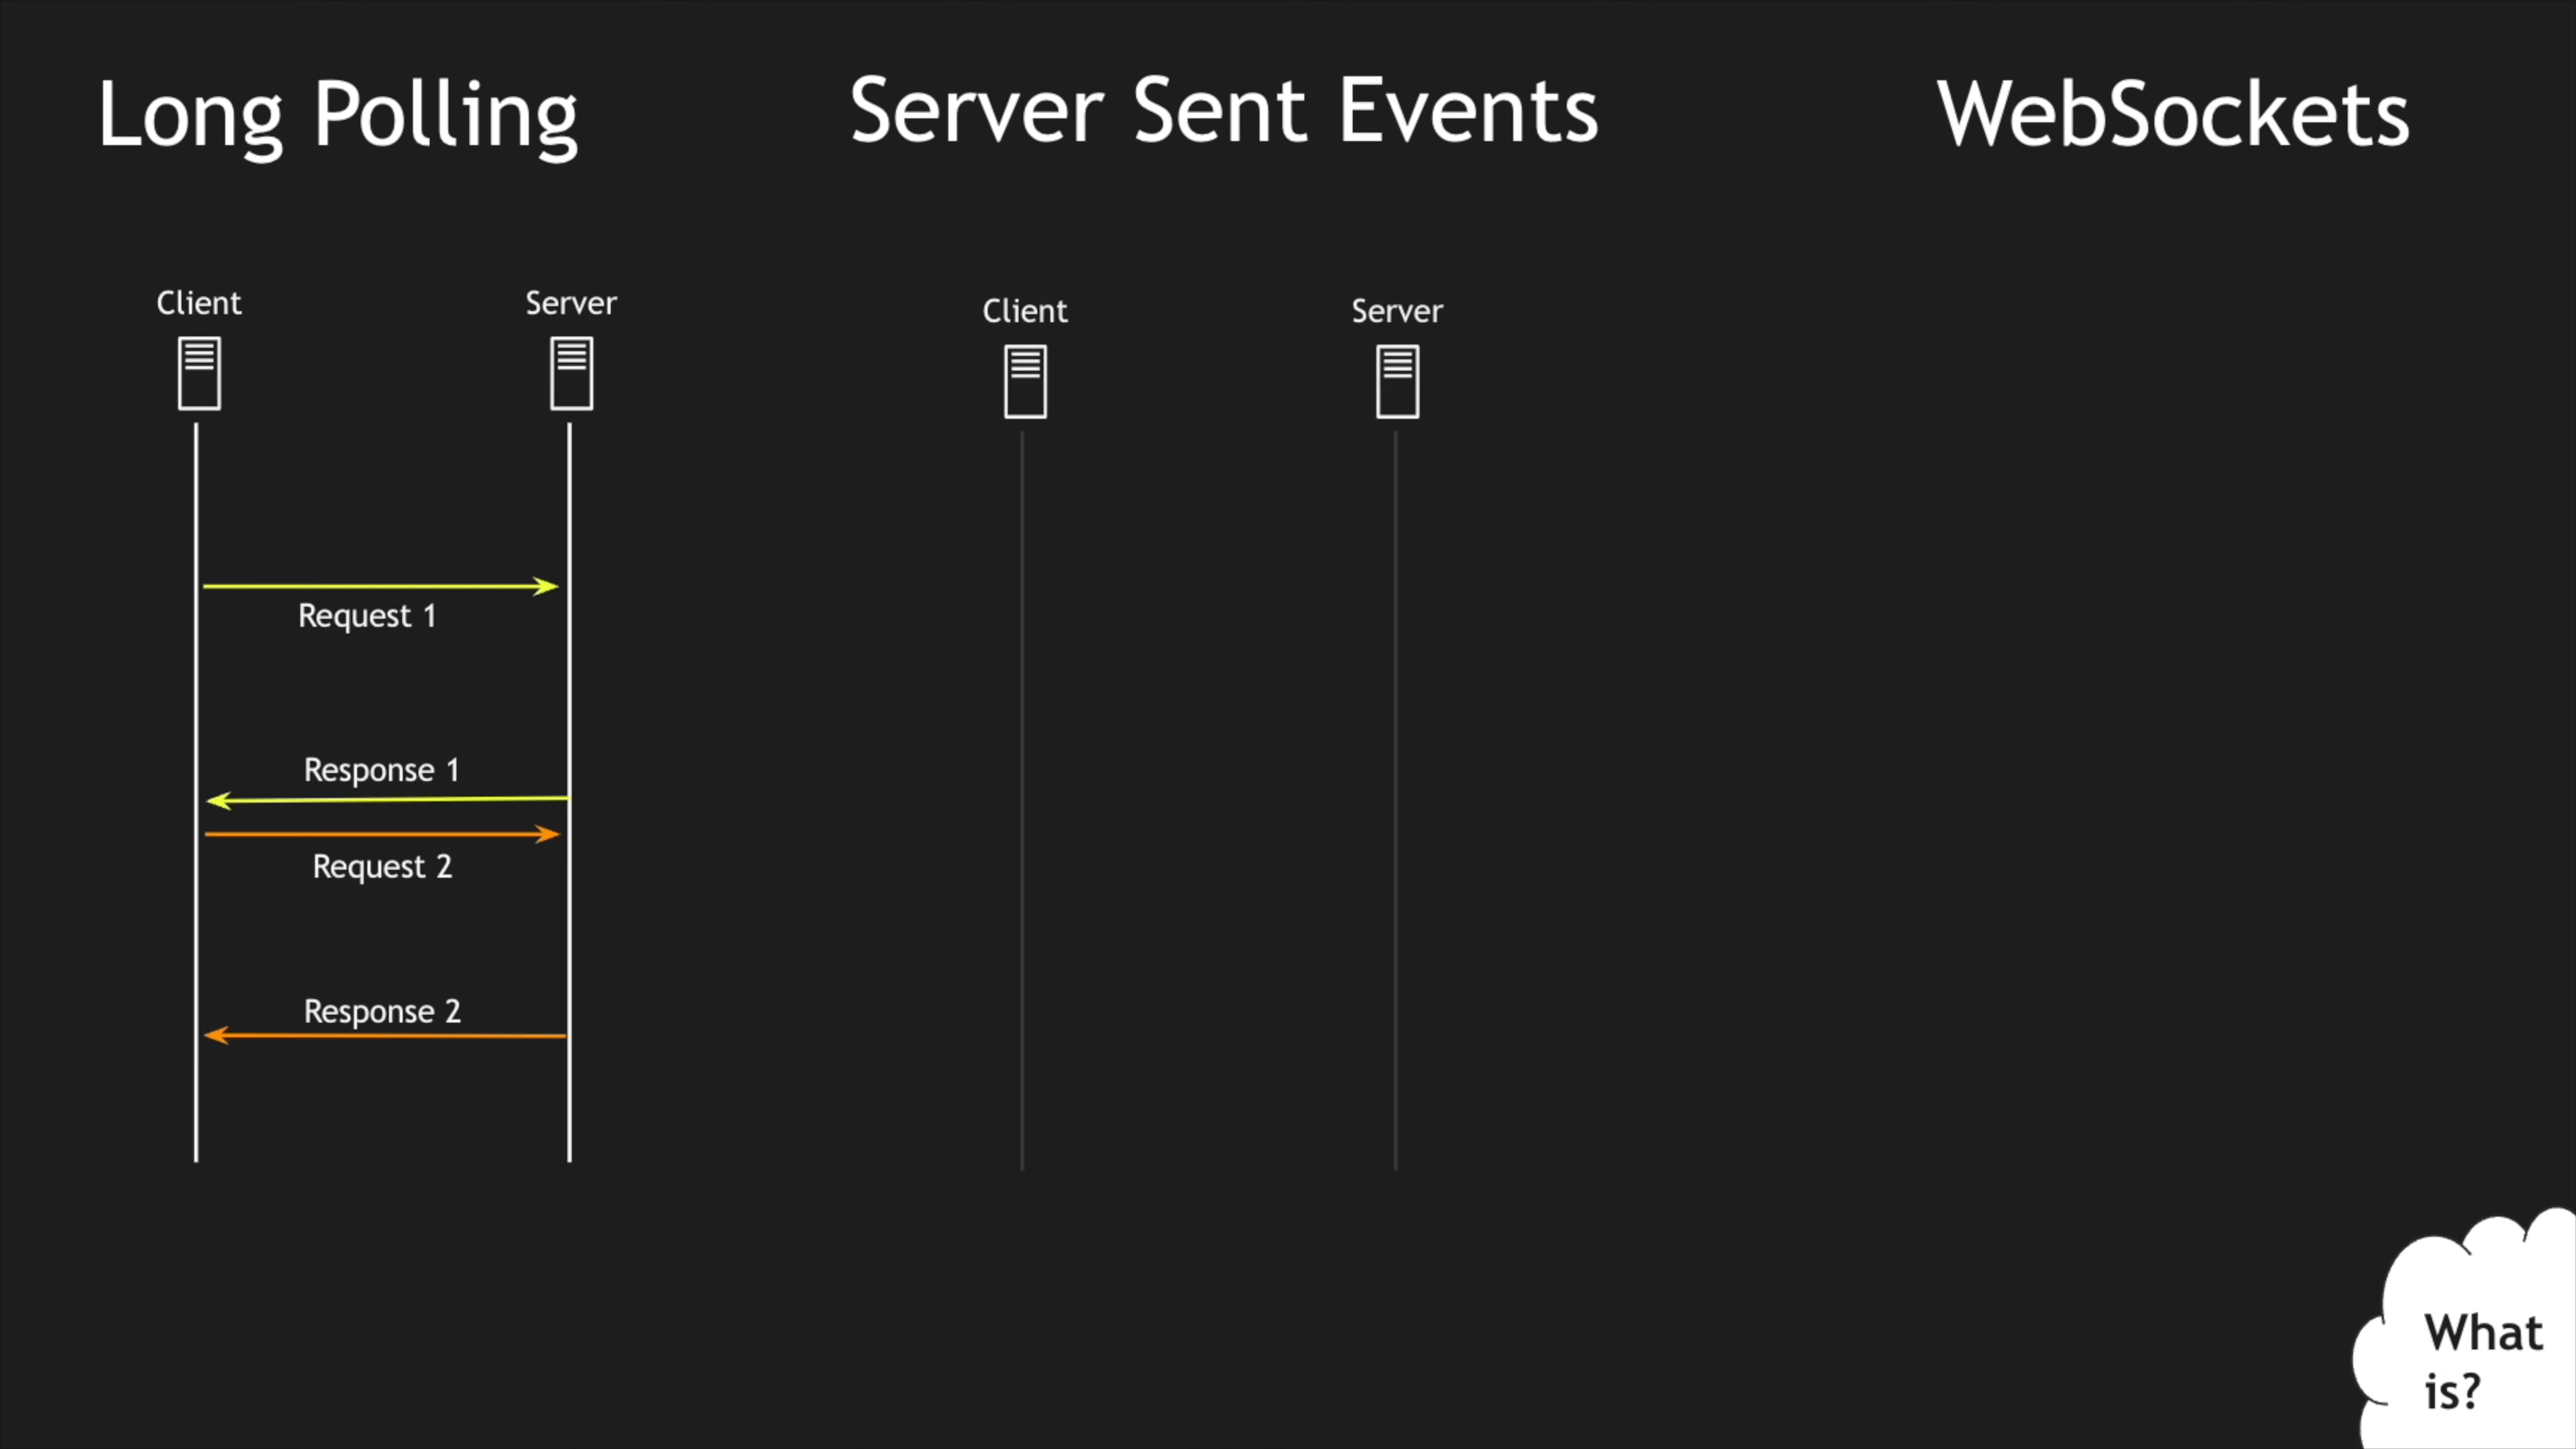 Long Polling
Server Sent Events
WebSockets
Client
Server
Request 1
Response 1
Request 2
Response 2
Client
Server
What
is?